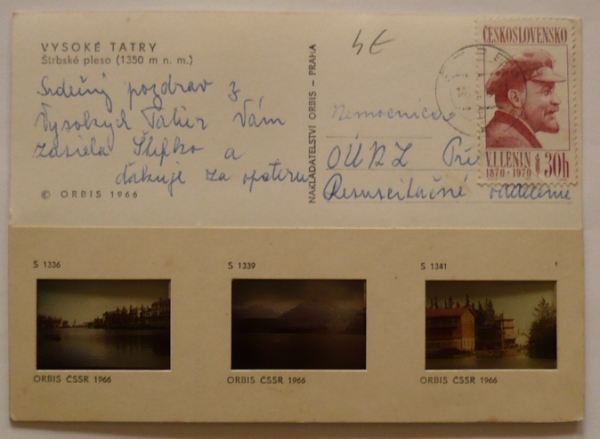 VYSOKÉ TATRY
Štrbské pleso (1350 m n. m.)
Srdečný pozdrav z
Vysokých Tatier Vám
zasiela Štefko a
ďakuje za opateru
© ORBIS 1966
NAKLADATELSTVÍ ORBIS - PRAHA
4€
ČESKOSLOVENSKO
V.I. LENIN
1870-1970
30h
Nemocnica
OÚNZ
Resuscitačné oddelenie
S 1336
S 1339
S 1341
ORBIS ČSSR 1966
ORBIS ČSSR 1966
ORBIS ČSSR 1966